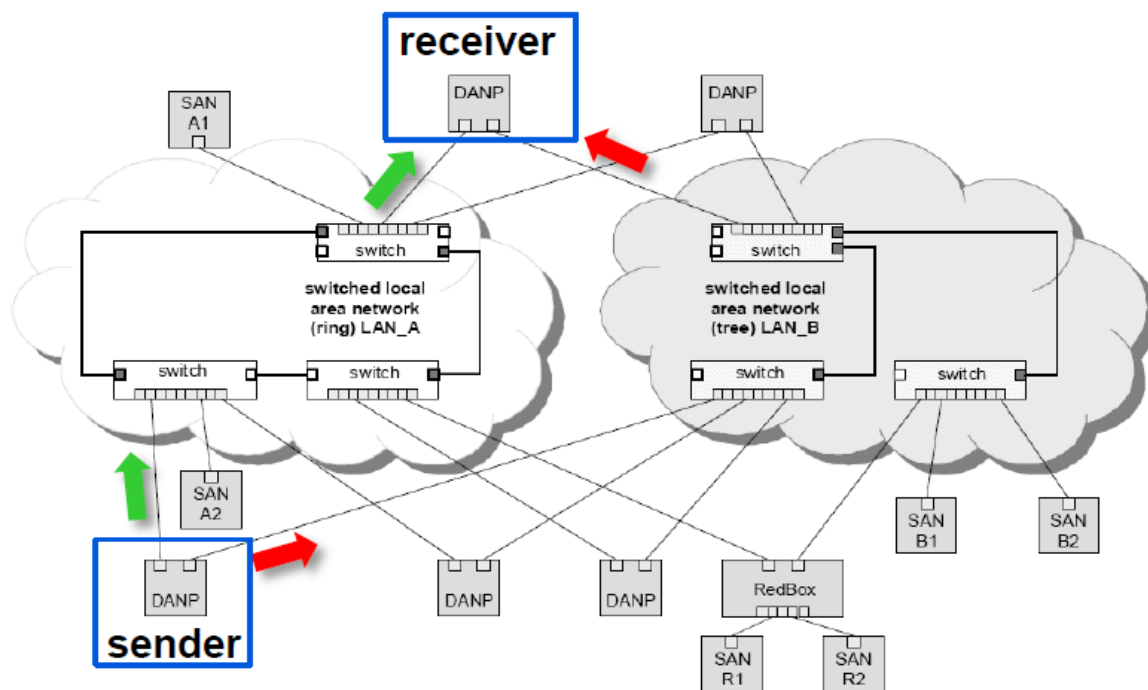 receiver
DANP
DANP
SAN
A1
switch
switch
switched local
area network
(ring) LAN_A
switched local
area network
(tree) LAN_B
switch
switch
switch
switch
SAN
A2
SAN
B1
SAN
B2
DANP
DANP
DANP
RedBox
sender
SAN
R1
SAN
R2